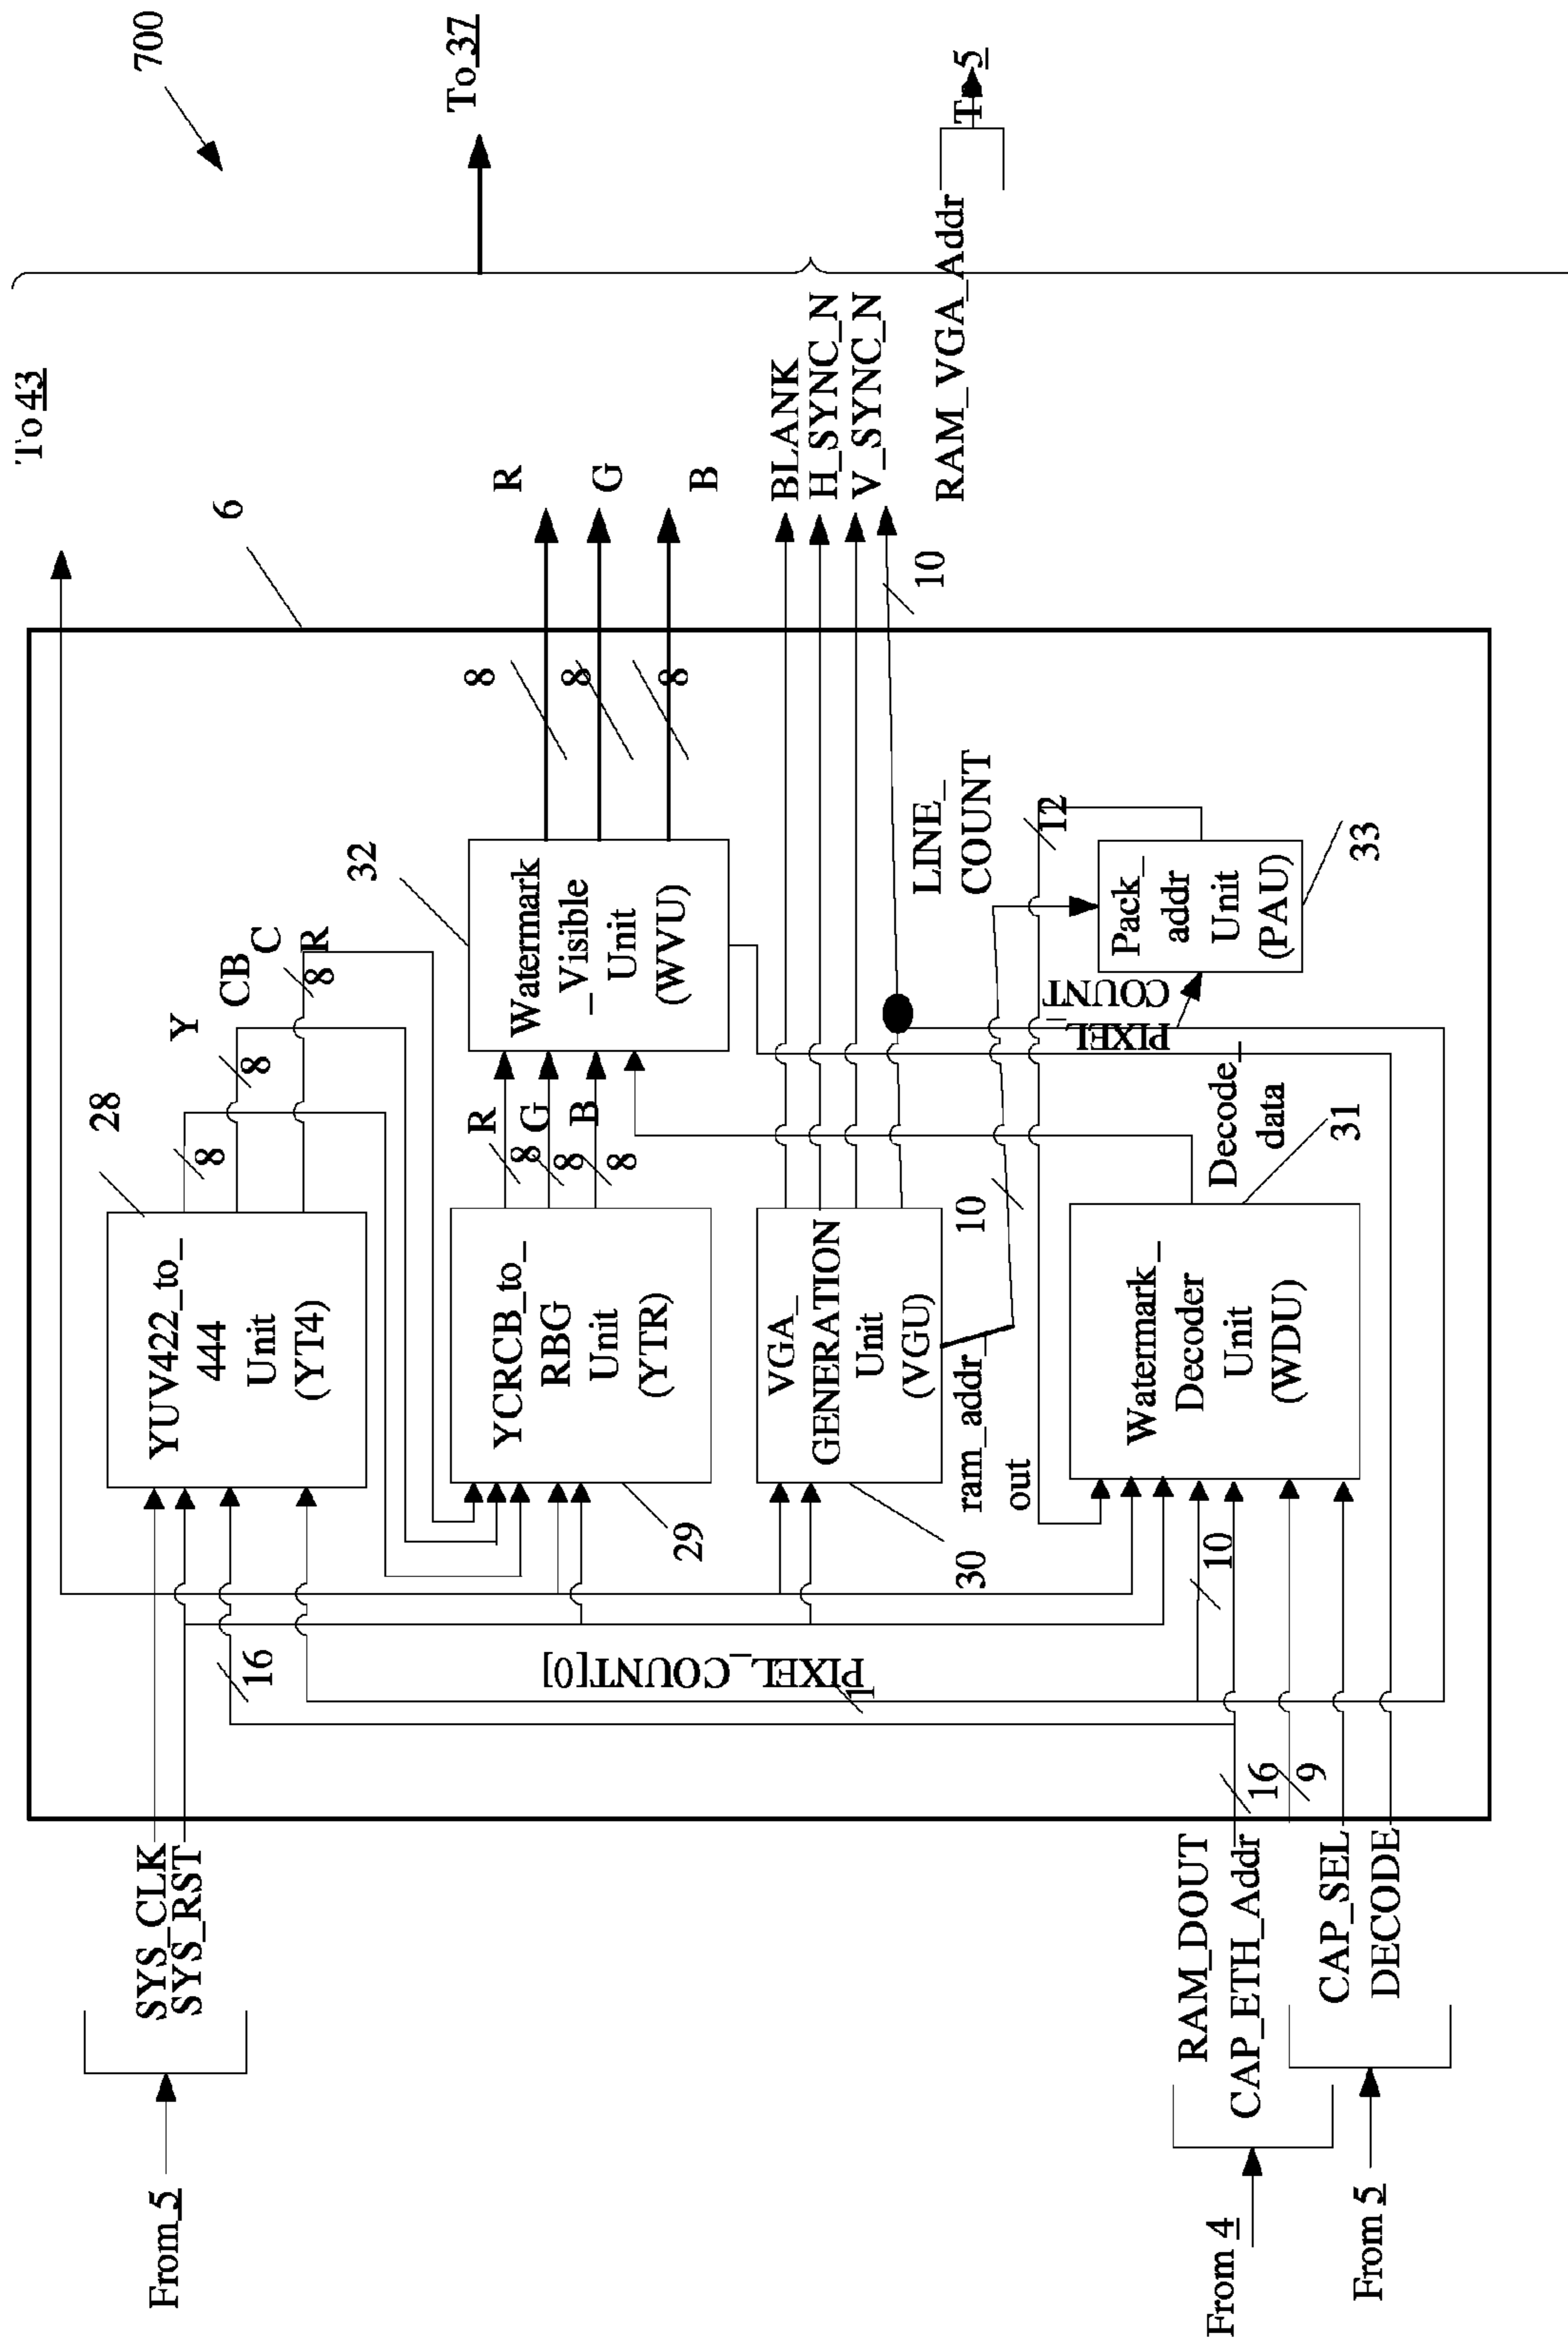 700
To 43
To 37
6
From 5
SYS_CLK
SYS_RST
28
YUV422_to_
444
Unit
(YT4)
8
Y
8
CB
8
C
R
16
PIXEL_COUNT[0]
1
29
YCRCB_to_
RBG
Unit
(YTR)
R
8
G
8
B
8
32
Watermark
_Visible
Unit
(WVU)
8
8
8
R
G
B
30
VGA_
GENERATION
Unit
(VGU)
BLANK
H_SYNC_N
V_SYNC_N
10
RAM_VGA_Addr
To 5
ram_addr_
out
10
LINE_
COUNT
12
PIXEL_
COUNT
Pack_
addr
Unit
(PAU)
33
From 4
RAM_DOUT
CAP_ETH_Addr
From 5
CAP_SEL
DECODE
16
9
10
Watermark_
Decoder
Unit
(WDU)
31
Decode_
data